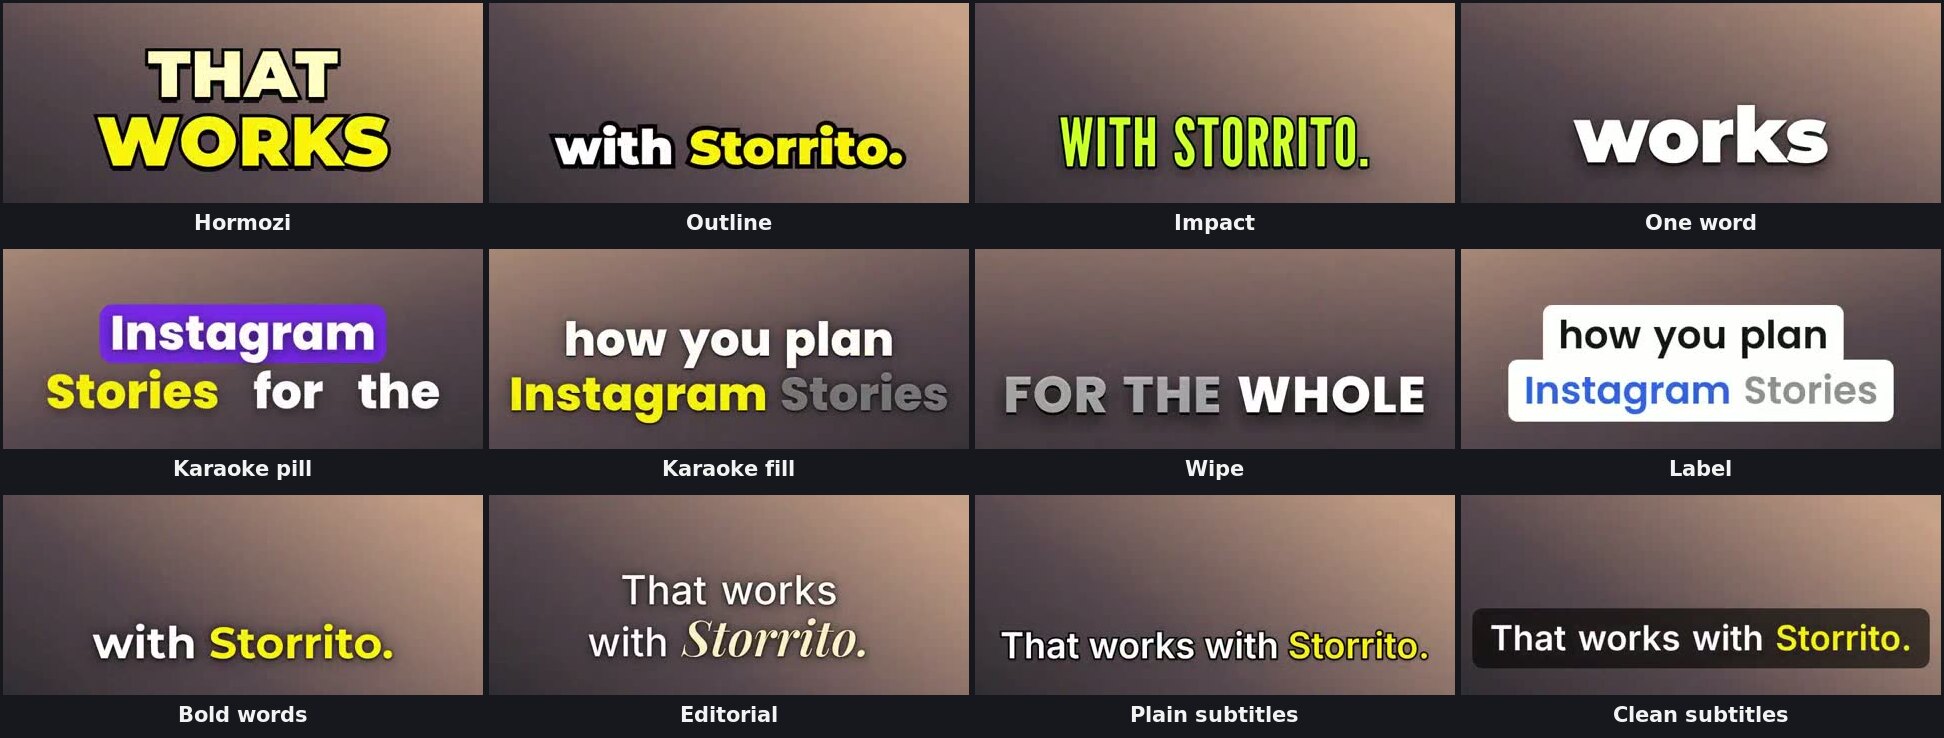 THAT
WORKS
Hormozi
with Storrito.
Outline
WITH STORRITO.
Impact
works
One word
Instagram
Stories for the
Karaoke pill
how you plan
Instagram Stories
Karaoke fill
FOR THE WHOLE
Wipe
how you plan
Instagram Stories
Label
with Storrito.
Bold words
That works
with Storrito.
Editorial
That works with Storrito.
Plain subtitles
That works with Storrito.
Clean subtitles